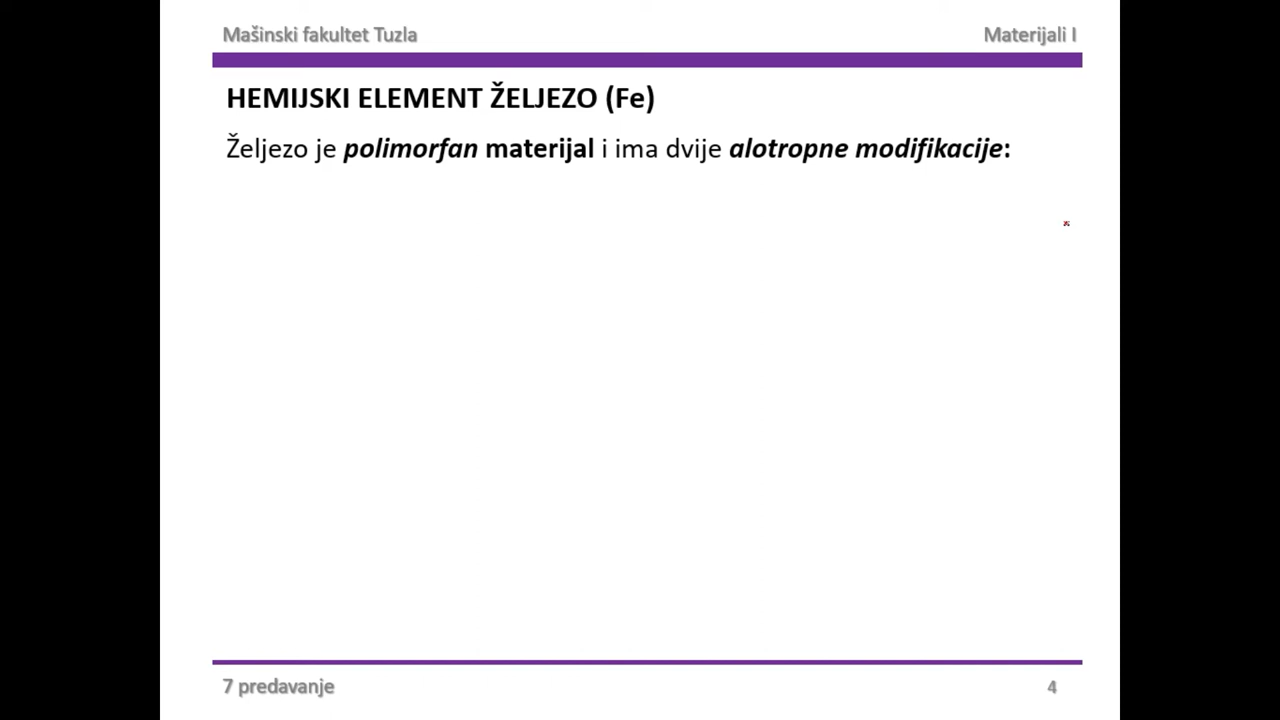 Mašinski fakultet Tuzla
Materijali I
HEMIJSKI ELEMENT ŽELJEZO (Fe)
Željezo je polimorfan materijal i ima dvije alotropne modifikacije:
7 predavanje
4